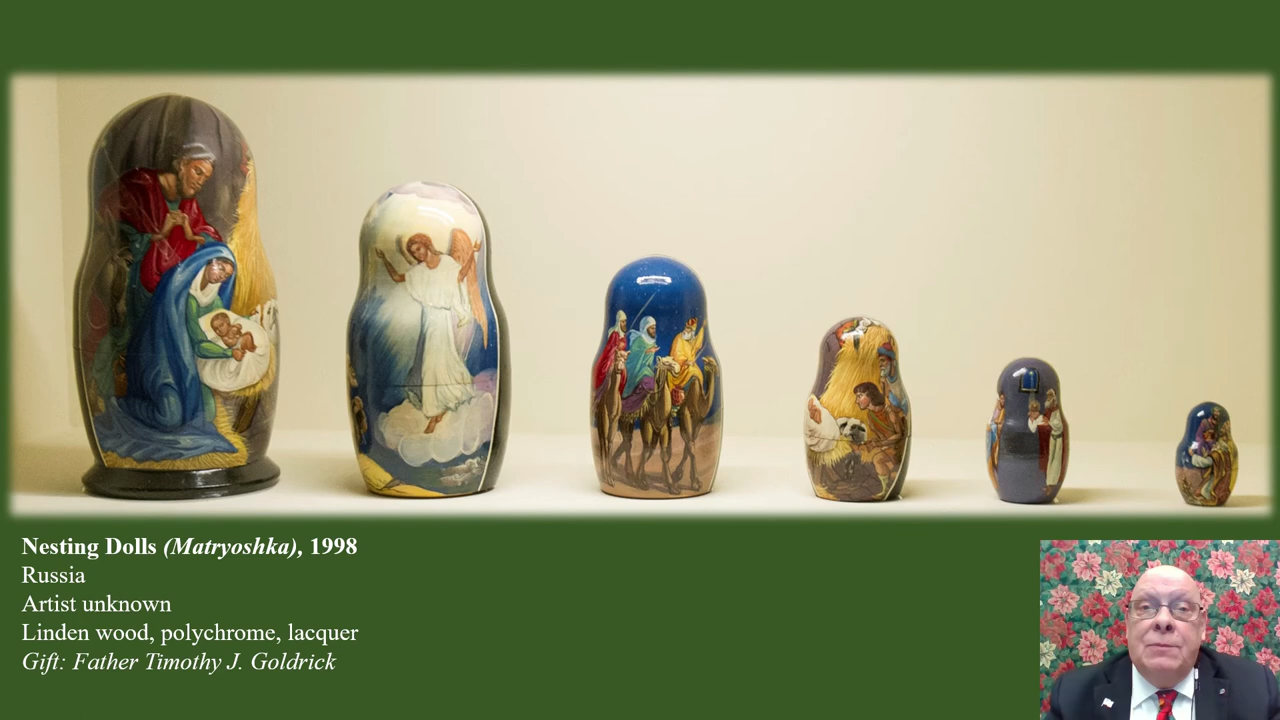 Nesting Dolls (Matryoshka), 1998
Russia
Artist unknown
Linden wood, polychrome, lacquer
Gift: Father Timothy J. Goldrick